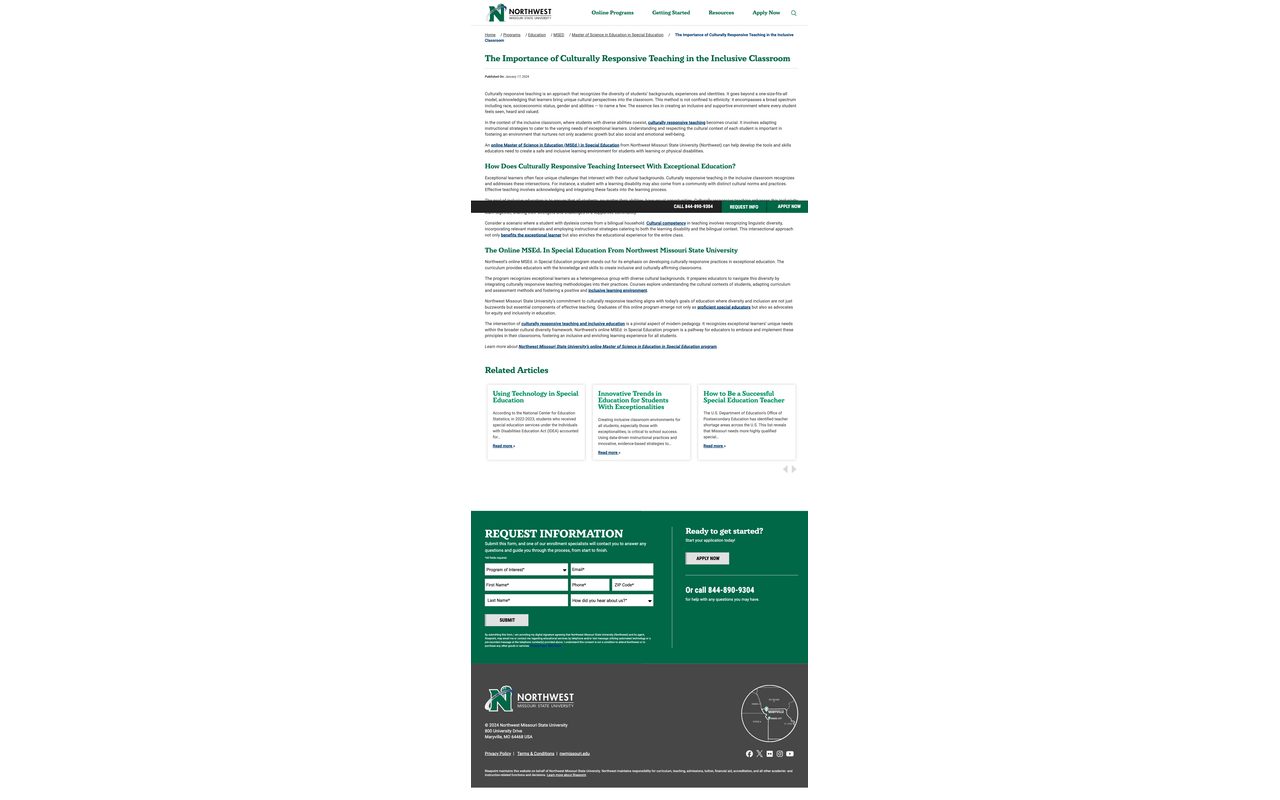 NORTHWEST
MISSOURI STATE UNIVERSITY
Online Programs
Getting Started
Resources
Apply Now
Home / Programs / Education / MSED / Master of Science in Education in Special Education / The Importance of Culturally Responsive Teaching in the Inclusive
Classroom
The Importance of Culturally Responsive Teaching in the Inclusive Classroom
Published On: January 17, 2024
Culturally responsive teaching is an approach that recognizes the diversity of students' backgrounds, experiences and identities. It goes beyond a one-size-fits-all
model, acknowledging that learners bring unique cultural perspectives into the classroom. This method is not confined to ethnicity. It encompasses a broad spectrum
including race, socioeconomic status, gender and abilities — to name a few. The essence lies in creating an inclusive and supportive environment where every student
feels seen, heard and valued.
In the context of the inclusive classroom, where students with diverse abilities coexist, culturally responsive teaching becomes crucial. It involves adapting
instructional strategies to cater to the varying needs of exceptional learners. Understanding and respecting the cultural context of each student is important in
fostering an environment that nurtures not only academic growth but also social and emotional well-being.
An online Master of Science in Education (MSEd.) in Special Education from Northwest Missouri State University (Northwest) can help develop the tools and skills
educators need to create a safe and inclusive learning environment for students with learning or physical disabilities.
How Does Culturally Responsive Teaching Intersect With Exceptional Education?
Exceptional learners often face unique challenges that intersect with their cultural backgrounds. Culturally responsive teaching in the inclusive classroom recognizes
and addresses these intersections. For instance, a student with a learning disability may also come from a community with distinct cultural norms and practices.
Effective teaching involves acknowledging and integrating these facets into the learning process.
CALL 844-890-9304
REQUEST INFO
APPLY NOW
Consider a scenario where a student with dyslexia comes from a bilingual household. Cultural competency in teaching involves recognizing linguistic diversity,
incorporating relevant materials and employing instructional strategies catering to both the learning disability and the bilingual context. This intersectional approach
not only benefits the exceptional learner but also enriches the educational experience for the entire class.
The Online MSEd. In Special Education From Northwest Missouri State University
Northwest's online MSEd. in Special Education program stands out for its emphasis on developing culturally responsive practices in exceptional education. The
curriculum provides educators with the knowledge and skills to create inclusive and culturally affirming classrooms.
The program recognizes exceptional learners as a heterogeneous group with diverse cultural backgrounds. It prepares educators to navigate this diversity by
integrating culturally responsive teaching methodologies into their practices. Courses explore understanding the cultural contexts of students, adapting curriculum
and assessment methods and fostering a positive and inclusive learning environment.
Northwest Missouri State University's commitment to culturally responsive teaching aligns with today's goals of education where diversity and inclusion are not just
buzzwords but essential components of effective teaching. Graduates of this online program emerge not only as proficient special educators but also as advocates
for equity and inclusivity in education.
The intersection of culturally responsive teaching and inclusive education is a pivotal aspect of modern pedagogy. It recognizes exceptional learners' unique needs
within the broader cultural diversity framework. Northwest's online MSEd. in Special Education program is a pathway for educators to embrace and implement these
principles in their classrooms, fostering an inclusive and enriching learning experience for all students.
Learn more about Northwest Missouri State University's online Master of Science in Education in Special Education program.
Related Articles
Using Technology in Special
Education
According to the National Center for Education
Statistics, in 2022-2023, students who received
special education services under the Individuals
with Disabilities Education Act (IDEA) accounted
for...
Read more »
Innovative Trends in
Education for Students
With Exceptionalities
Creating inclusive classroom environments for
all students, especially those with
exceptionalities, is critical to school success.
Using data-driven instructional practices and
innovative, evidence-based strategies to...
Read more »
How to Be a Successful
Special Education Teacher
The U.S. Department of Education's Office of
Postsecondary Education has identified teacher
shortage areas across the U.S. This list reveals
that Missouri needs more highly qualified
special...
Read more »
REQUEST INFORMATION
Submit this form, and one of our enrollment specialists will contact you to answer any
questions and guide you through the process, from start to finish.
*All fields required.
Program of Interest*
Email*
First Name*
Phone*
ZIP Code*
Last Name*
How did you hear about us?*
SUBMIT
Ready to get started?
Start your application today!
APPLY NOW
Or call 844-890-9304
for help with any questions you may have.
NORTHWEST
MISSOURI STATE UNIVERSITY
© 2024 Northwest Missouri State University
800 University Drive
Maryville, MO 64468 USA
MARYVILLE
Privacy Policy | Terms & Conditions | nwmissouri.edu
Risepoint maintains this website on behalf of Northwest Missouri State University. Northwest maintains responsibility for curriculum, teaching, admissions, tuition, financial aid, accreditation, and all other academic- and
instruction-related functions and decisions. Learn more about Risepoint.